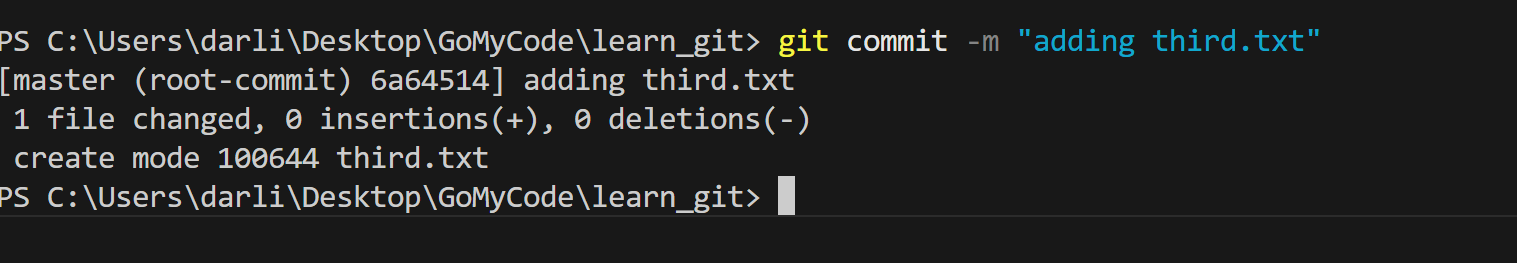 PS C:\Users\darli\Desktop\GoMyCode\learn_git> git commit -m "adding third.txt"
[master (root-commit) 6a64514] adding third.txt
 1 file changed, 0 insertions(+), 0 deletions(-)
 create mode 100644 third.txt
PS C:\Users\darli\Desktop\GoMyCode\learn_git>